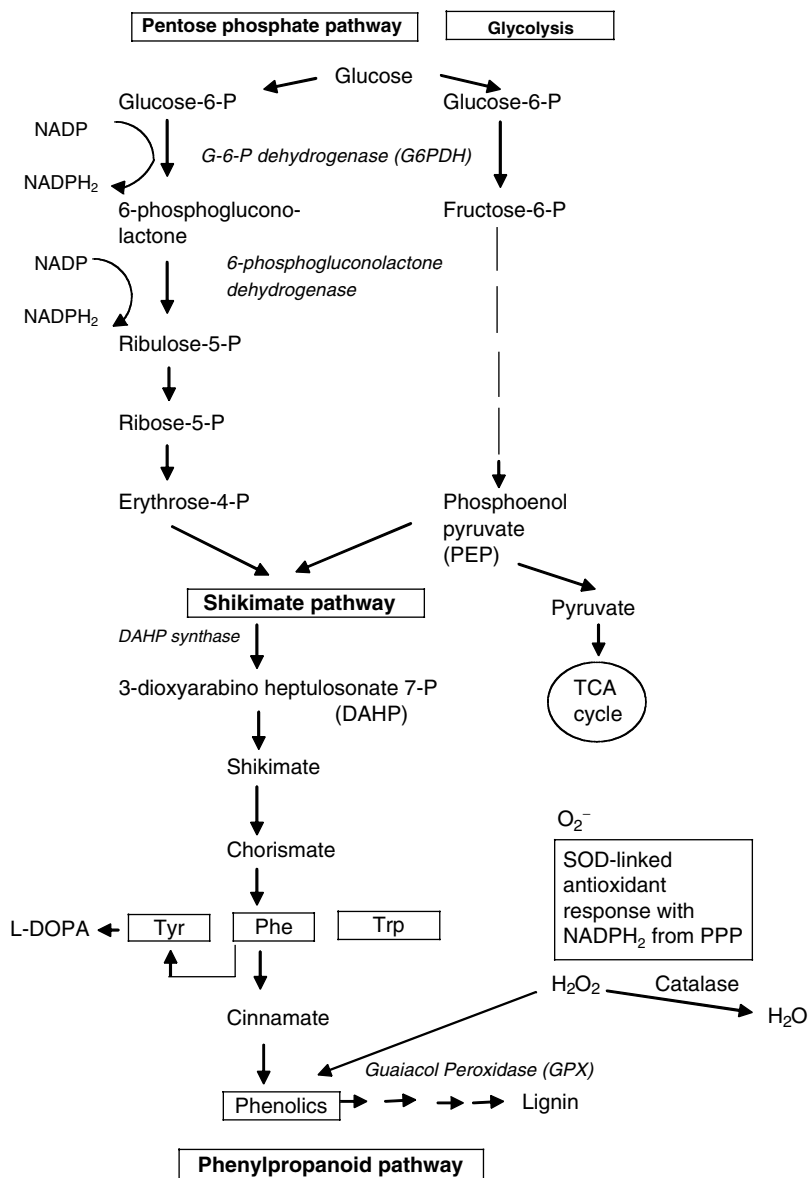 Pentose phosphate pathway
Glycolysis
Glucose
Glucose-6-P
Glucose-6-P
NADP
G-6-P dehydrogenase (G6PDH)
NADPH₂
6-phosphoglucono-
lactone
Fructose-6-P
NADP
6-phosphogluconolactone
dehydrogenase
NADPH₂
Ribulose-5-P
Ribose-5-P
Erythrose-4-P
Phosphoenol
pyruvate
(PEP)
Shikimate pathway
Pyruvate
DAHP synthase
TCA
cycle
3-dioxyarabino heptulosonate 7-P
(DAHP)
Shikimate
Chorismate
O₂⁻
SOD-linked
antioxidant
response with
NADPH₂ from PPP
L-DOPA
Tyr
Phe
Trp
H₂O₂
Catalase
H₂O
Cinnamate
Guaiacol Peroxidase (GPX)
Phenolics
Lignin
Phenylpropanoid pathway